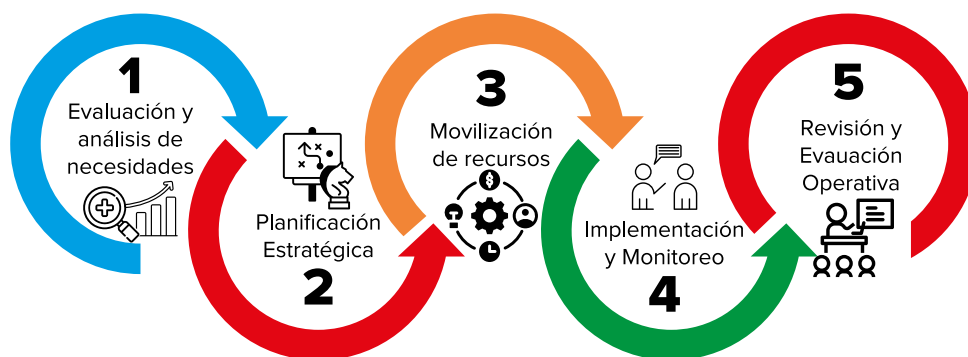 1
Evaluación y
análisis de
necesidades
Planificación
Estratégica
2
3
Movilización
de recursos
Implementación
y Monitoreo
4
5
Revisión y
Evauación
Operativa